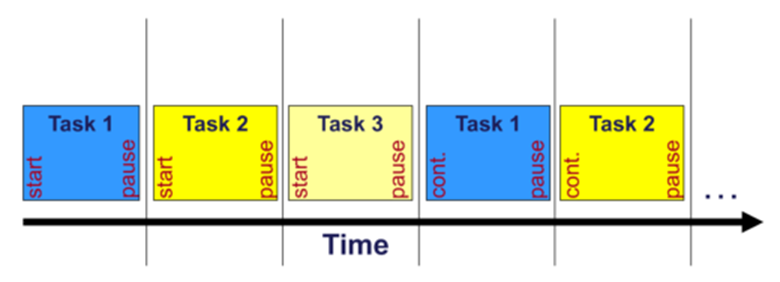 Task 1
start
pause
Task 2
start
pause
Task 3
start
pause
Task 1
cont.
pause
Task 2
cont.
pause
...
Time